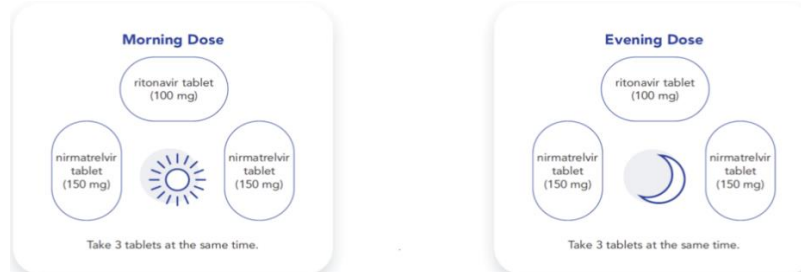 Morning Dose
ritonavir tablet
(100 mg)
nirmatrelvir
tablet
(150 mg)
nirmatrelvir
tablet
(150 mg)
Take 3 tablets at the same time.
Evening Dose
ritonavir tablet
(100 mg)
nirmatrelvir
tablet
(150 mg)
nirmatrelvir
tablet
(150 mg)
Take 3 tablets at the same time.